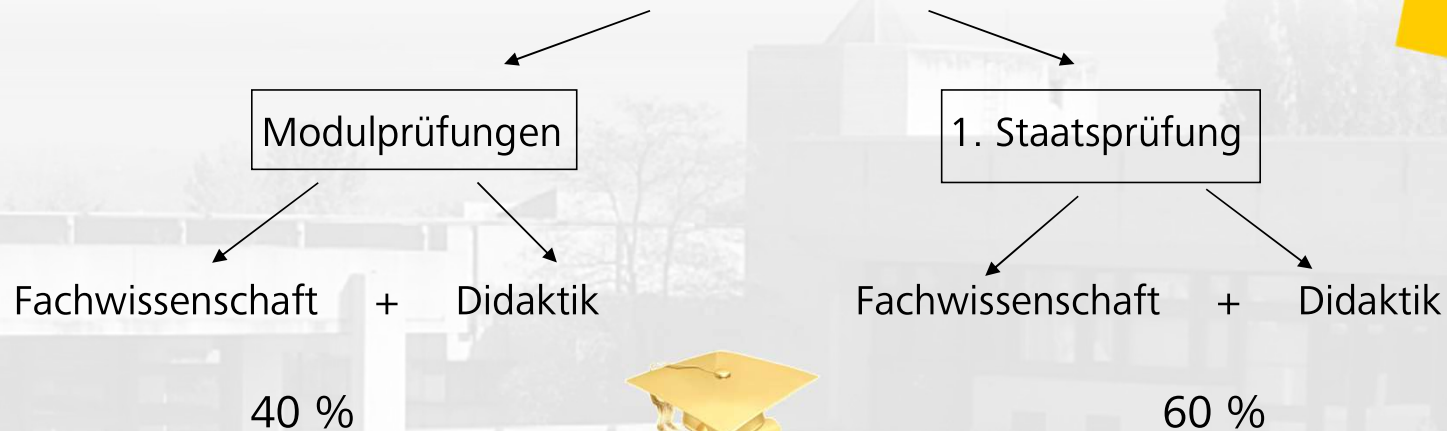 Modulprüfungen 1. Staatsprüfung
Fachwissenschaft + Didaktik Fachwissenschaft + Didaktik
40 % 60 %